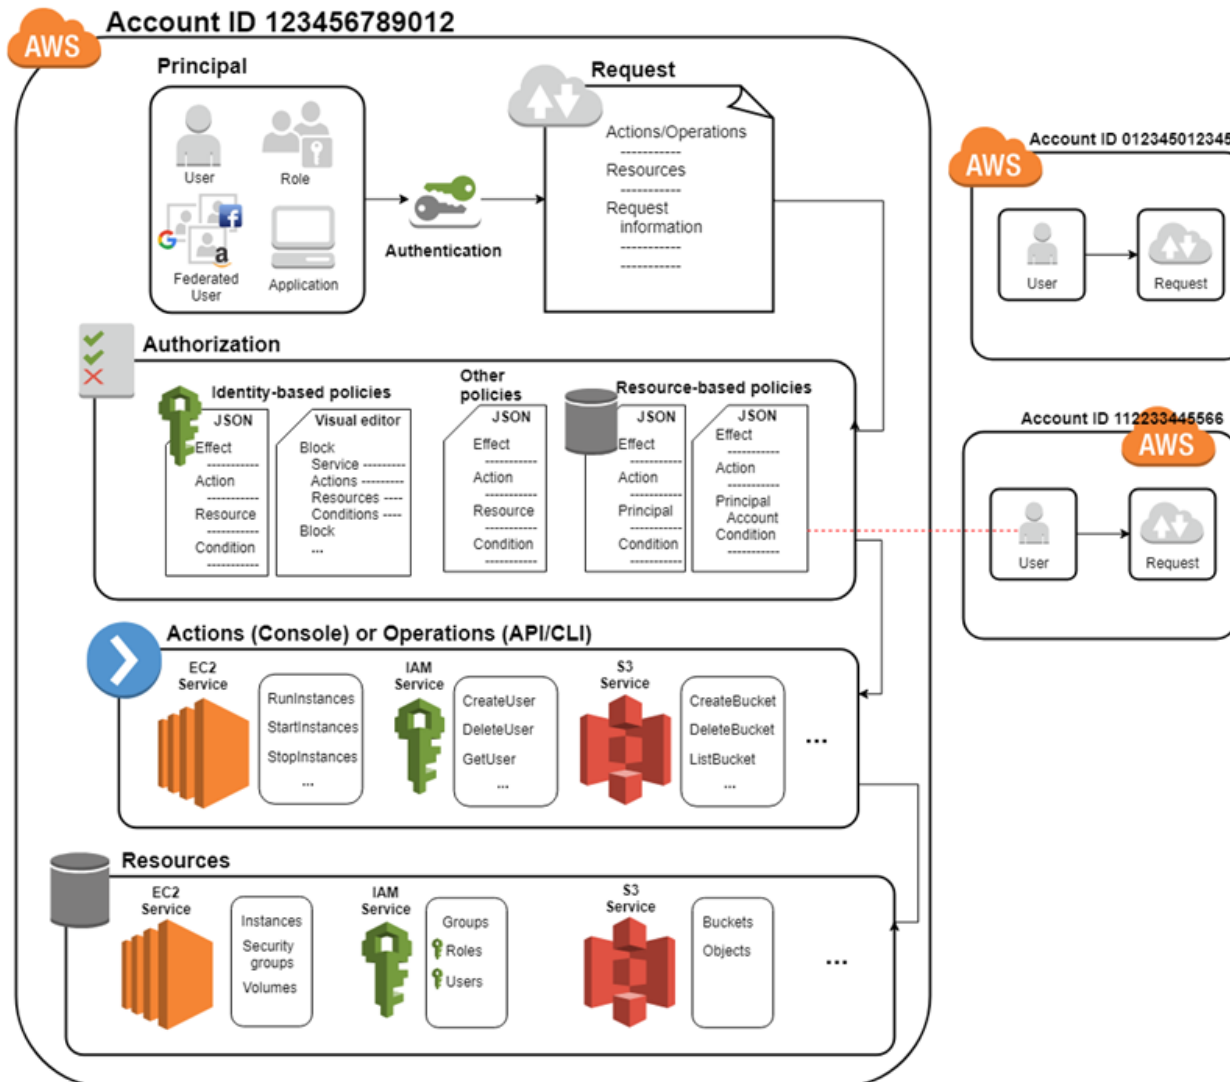 Account ID 123456789012
AWS
Principal
User
Role
Federated
User
Application
Authentication
Request
Actions/Operations
-----------
Resources
-----------
Request
information
-----------
-----------
Account ID 012345012345
AWS
User
Request
Authorization
Identity-based policies
JSON
Effect
-----------
Action
-----------
Resource
-----------
Condition
-----------
Visual editor
Block
Service ---------
Actions ---------
Resources ----
Conditions ----
Block
...
Other
policies
JSON
Effect
-----------
Action
-----------
Resource
-----------
Condition
-----------
Resource-based policies
JSON
Effect
-----------
Action
-----------
Principal
-----------
Condition
-----------
JSON
Effect
-----------
Action
-----------
Principal
Account
Condition
-----------
Account ID 112233445566
AWS
User
Request
Actions (Console) or Operations (API/CLI)
EC2
Service
RunInstances
StartInstances
StopInstances
...
IAM
Service
CreateUser
DeleteUser
GetUser
...
S3
Service
CreateBucket
DeleteBucket
ListBucket
...
...
Resources
EC2
Service
Instances
Security
groups
Volumes
IAM
Service
Groups
Roles
Users
S3
Service
Buckets
Objects
...